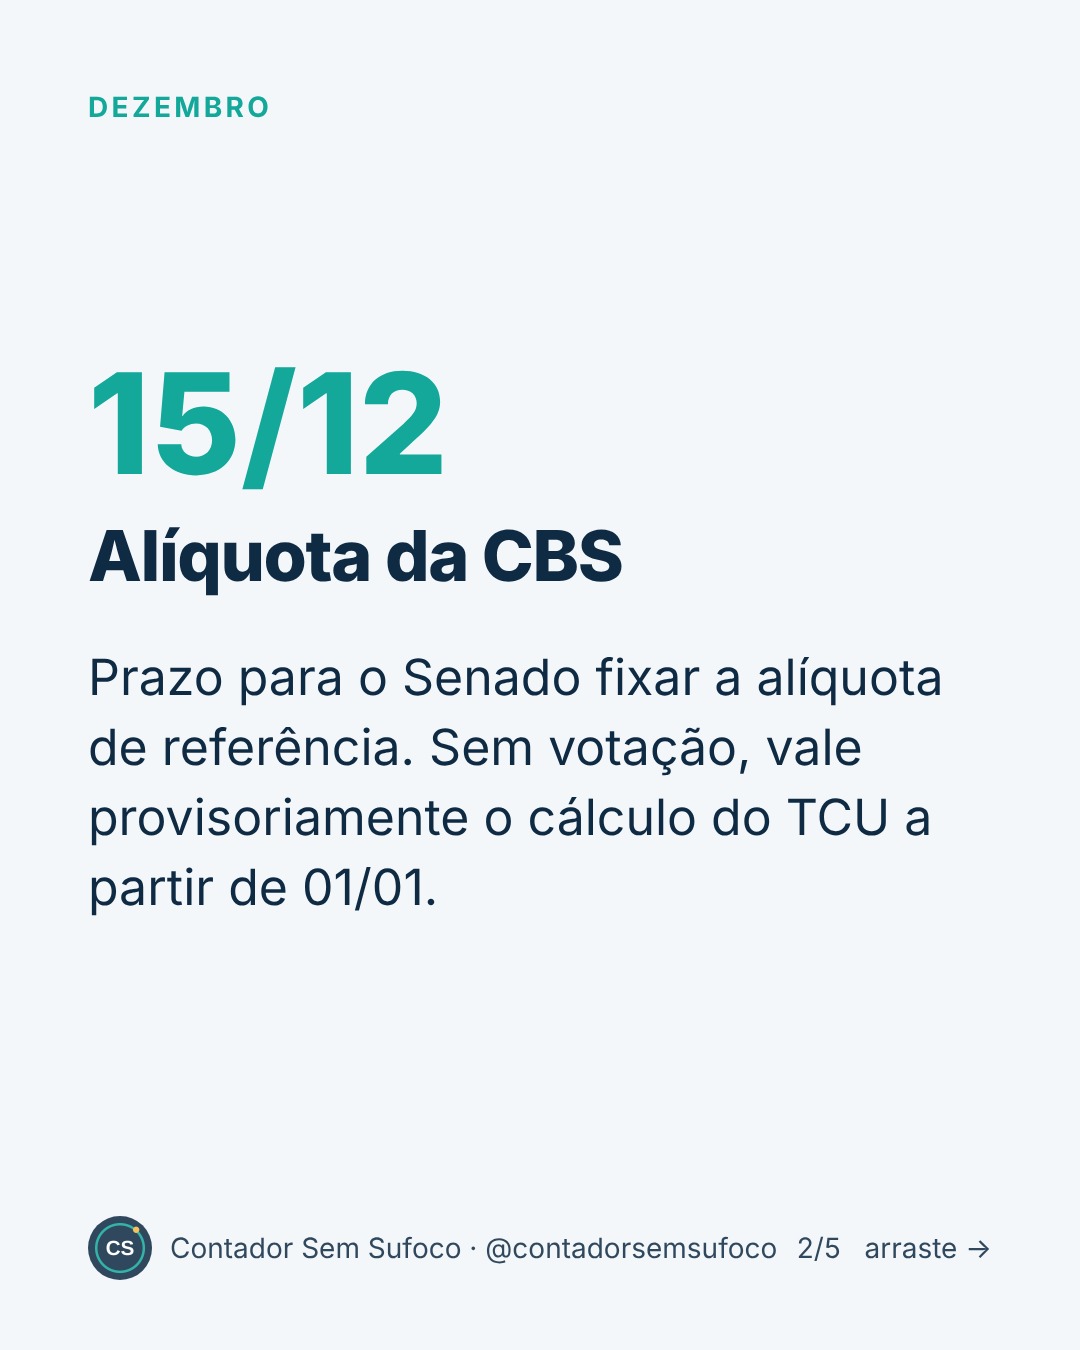 DEZEMBRO
15/12
Alíquota da CBS
Prazo para o Senado fixar a alíquota
de referência. Sem votação, vale
provisoriamente o cálculo do TCU a
partir de 01/01.
CS Contador Sem Sufoco · @contadorsemsufoco 2/5 arraste →